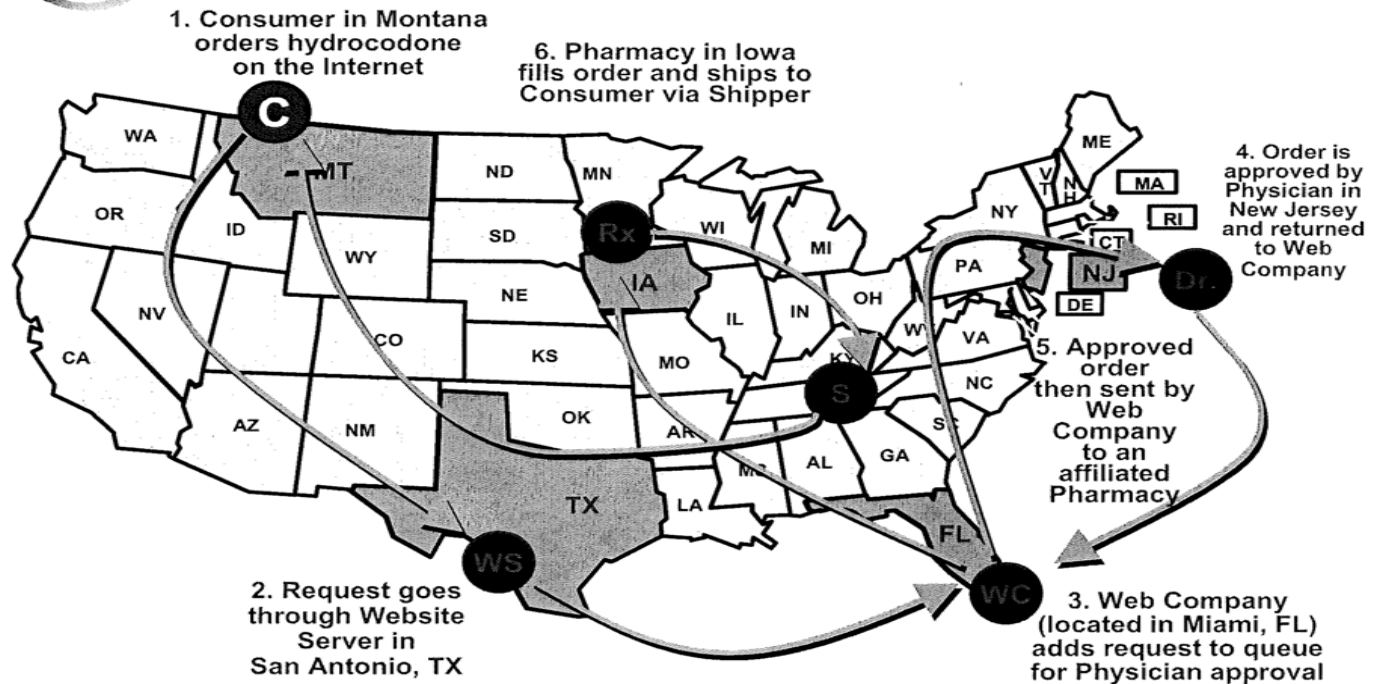 1. Consumer in Montana
orders hydrocodone
on the Internet
6. Pharmacy in Iowa
fills order and ships to
Consumer via Shipper
4. Order is
approved by
Physician in
New Jersey
and returned
to Web
Company
5. Approved
order
then sent by
Web
Company
to an
affiliated
Pharmacy
2. Request goes
through Website
Server in
San Antonio, TX
3. Web Company
(located in Miami, FL)
adds request to queue
for Physician approval
C
WA
MT
ND
MN
ME
VT
NH
MA
RI
OR
ID
SD
Rx
WI
MI
NY
CT
WY
IA
PA
NJ
Dr.
DE
NV
NE
IL
IN
OH
WV
VA
CA
CO
KS
MO
KY
S
NC
AZ
NM
OK
AR
SC
TX
LA
MS
AL
GA
FL
WS
WC